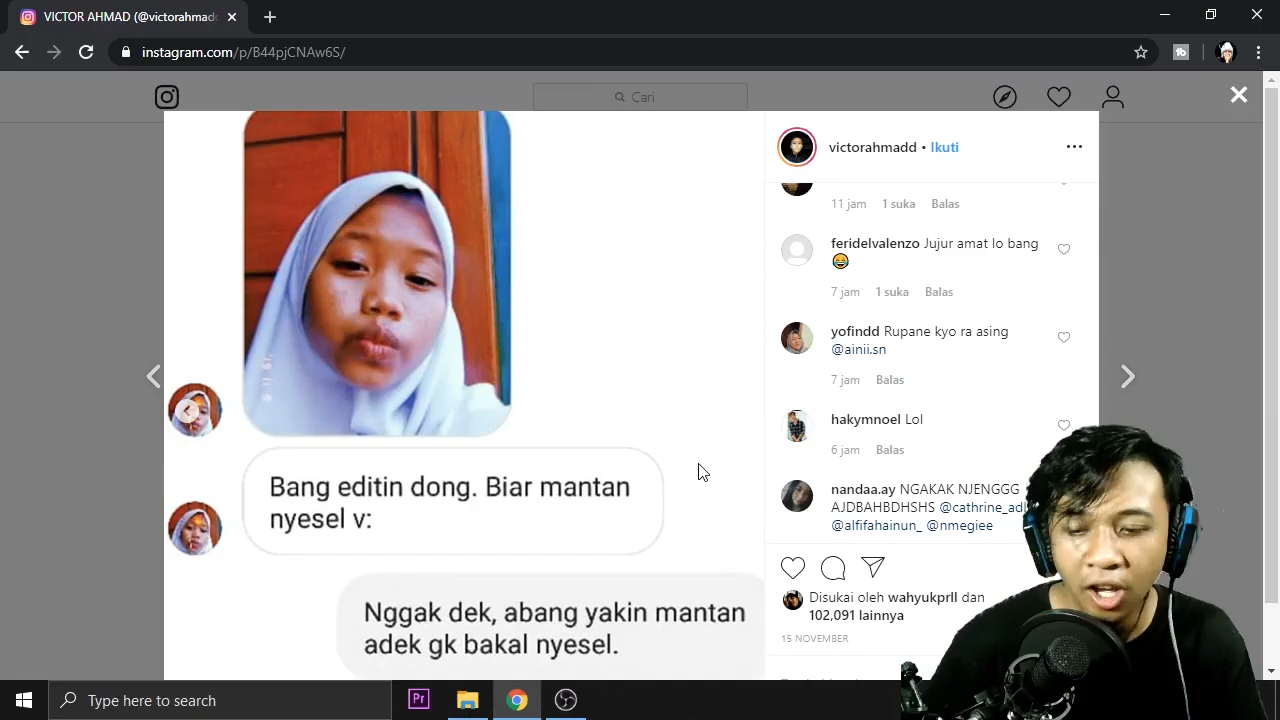 VICTOR AHMAD (@victorahmadd
instagram.com/p/B44pjCNAw6S/
Cari
victorahmadd • Ikuti
11 jam 1 suka Balas
feridelvalenzo Jujur amat lo bang
😂
7 jam 1 suka Balas
yofindd Rupane kyo ra asing
@ainii.sn
7 jam Balas
hakymnoel Lol
6 jam Balas
nandaa.ay NGAKAK NJENGGG
AJDBAHBDHSHS
@alfifahainun_ @nmegiee
Disukai oleh wahyukprll dan
102,091 lainnya
15 NOVEMBER
Bang editin dong. Biar mantan
nyesel v:
Nggak dek, abang yakin mantan
adek gk bakal nyesel.
Pr
Type here to search